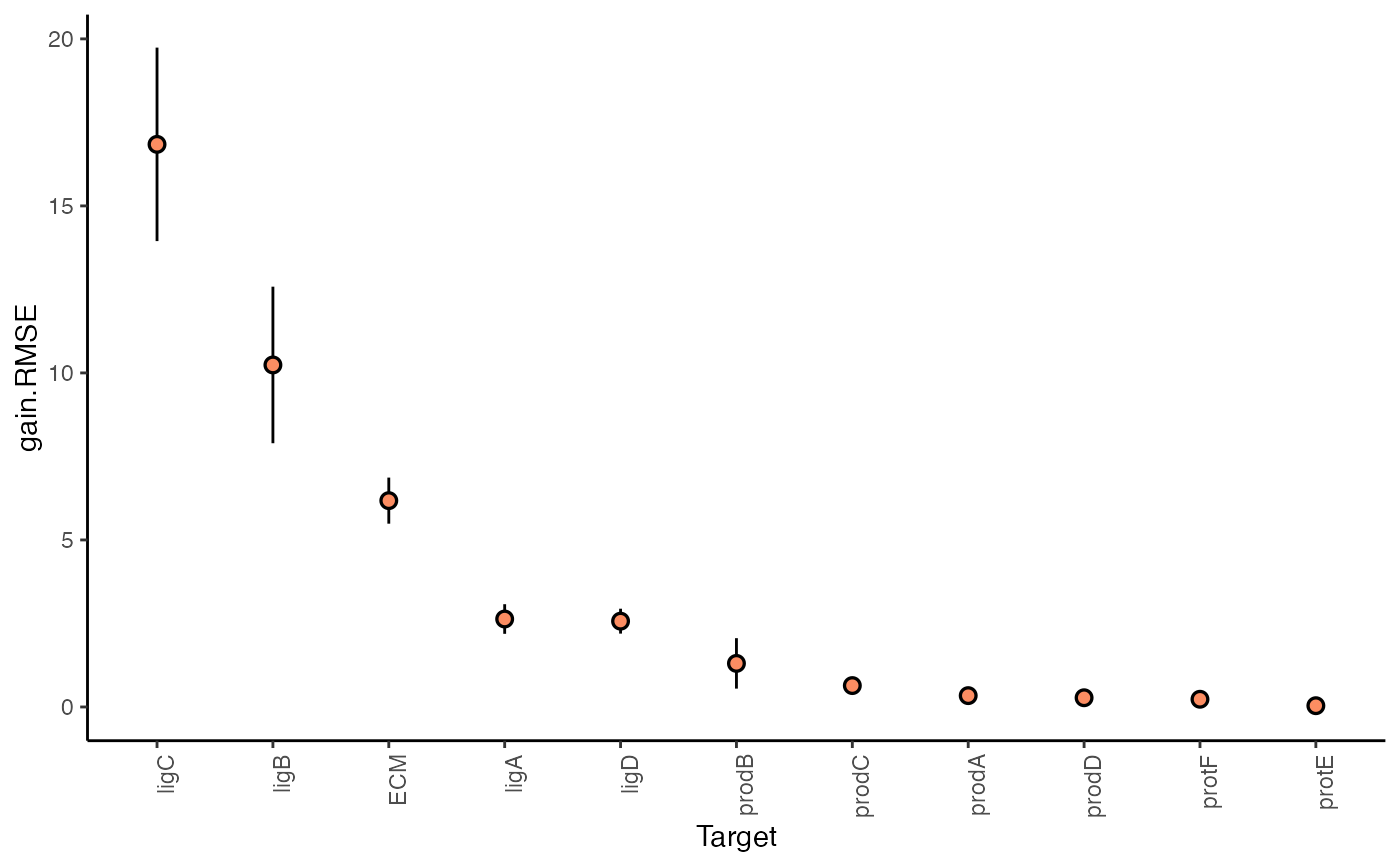 20
15
10
5
0
gain.RMSE
ligC
ligB
ECM
ligA
ligD
prodB
prodC
prodA
prodD
protF
protE
Target